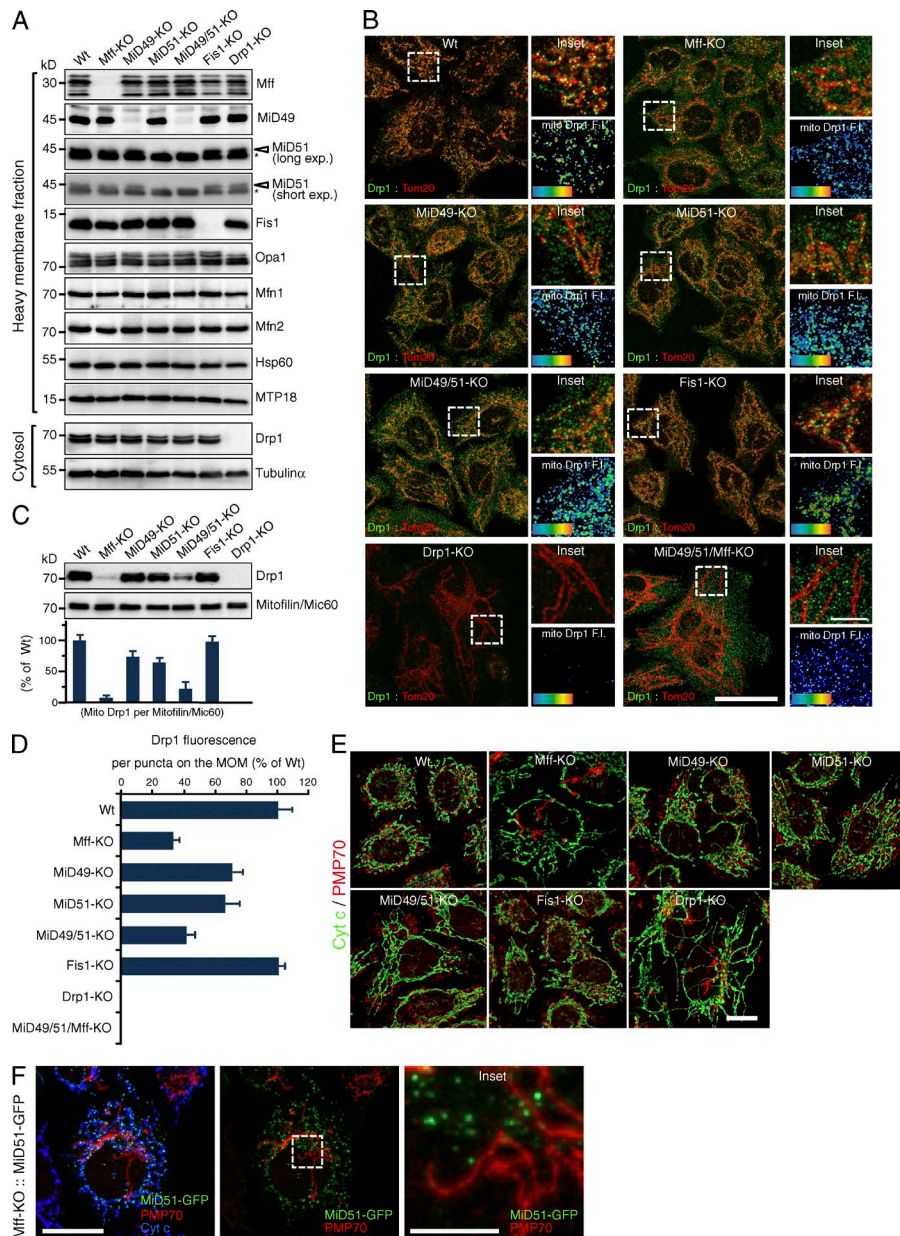 A
Wt
Mff-KO
MiD49-KO
MiD51-KO
MiD49/51-KO
Fis1-KO
Drp1-KO
kD
Heavy membrane fraction
30
Mff
45
MiD49
45
*
MiD51
(long exp.)
45
*
MiD51
(short exp.)
15
Fis1
70
Opa1
70
Mfn1
70
Mfn2
55
Hsp60
15
MTP18
Cytosol
70
Drp1
55
Tubulinα
B
Wt
Drp1 : Tom20
Inset
mito Drp1 F.I.
Mff-KO
Drp1 : Tom20
Inset
mito Drp1 F.I.
MiD49-KO
Drp1 : Tom20
Inset
mito Drp1 F.I.
MiD51-KO
Drp1 : Tom20
Inset
mito Drp1 F.I.
MiD49/51-KO
Drp1 : Tom20
Inset
mito Drp1 F.I.
Fis1-KO
Drp1 : Tom20
Inset
mito Drp1 F.I.
Drp1-KO
Drp1 : Tom20
Inset
mito Drp1 F.I.
MiD49/51/Mff-KO
Drp1 : Tom20
Inset
mito Drp1 F.I.
C
Wt
Mff-KO
MiD49-KO
MiD51-KO
MiD49/51-KO
Fis1-KO
Drp1-KO
kD
70
Drp1
70
Mitofilin/Mic60
(% of Wt)
100
50
0
(Mito Drp1 per Mitofilin/Mic60)
D
Drp1 fluorescence
per puncta on the MOM (% of Wt)
0 20 40 60 80 100 120
Wt
Mff-KO
MiD49-KO
MiD51-KO
MiD49/51-KO
Fis1-KO
Drp1-KO
MiD49/51/Mff-KO
E
Cyt c / PMP70
Wt
Mff-KO
MiD49-KO
MiD51-KO
MiD49/51-KO
Fis1-KO
Drp1-KO
F
Mff-KO :: MiD51-GFP
MiD51-GFP
PMP70
Cyt c
MiD51-GFP
PMP70
Inset
MiD51-GFP
PMP70